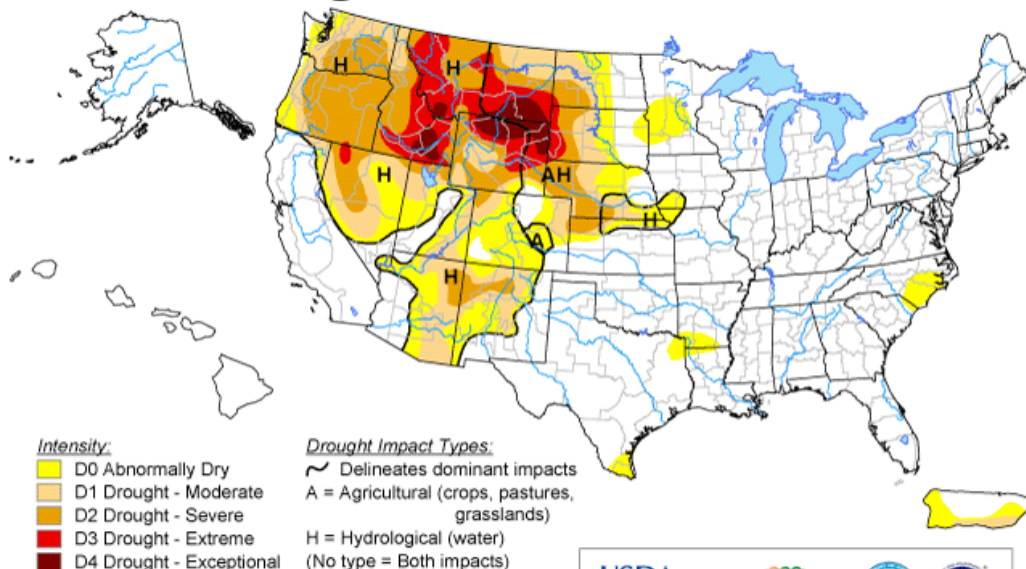 H
H
H
AH
H
A
H
Intensity:
D0 Abnormally Dry
D1 Drought - Moderate
D2 Drought - Severe
D3 Drought - Extreme
D4 Drought - Exceptional
Drought Impact Types:
Delineates dominant impacts
A = Agricultural (crops, pastures,
grasslands)
H = Hydrological (water)
(No type = Both impacts)
USDA